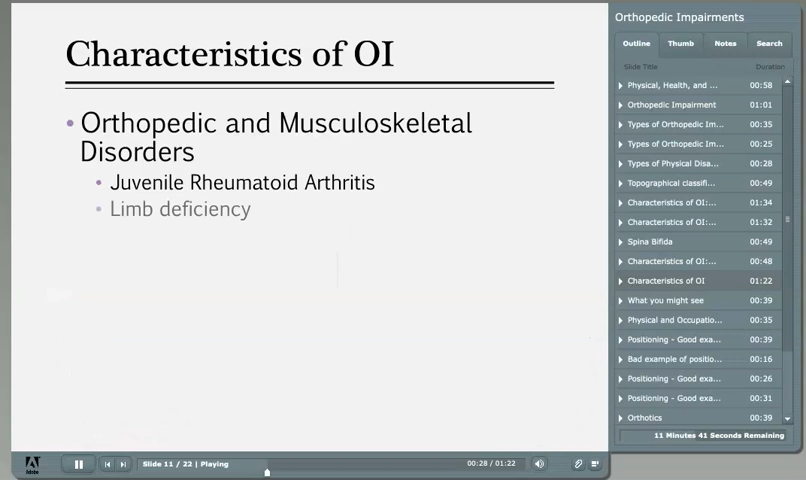 Characteristics of OI
• Orthopedic and Musculoskeletal
Disorders
• Juvenile Rheumatoid Arthritis
• Limb deficiency
Orthopedic Impairments
Outline Thumb Notes Search
Slide Title Duration
Physical, Health, and ... 00:58
Orthopedic Impairment 01:01
Types of Orthopedic Im... 00:35
Types of Orthopedic Im... 00:25
Types of Physical Disa... 00:28
Topographical classifi... 00:49
Characteristics of OI:... 01:34
Characteristics of OI:... 01:32
Spina Bifida 00:49
Characteristics of OI:... 00:48
Characteristics of OI 01:22
What you might see 00:39
Physical and Occupatio... 00:35
Positioning - Good exa... 00:39
Bad example of positio... 00:16
Positioning - Good exa... 00:26
Positioning - Good exa... 00:31
Orthotics 00:39
11 Minutes 41 Seconds Remaining
Adobe
Slide 11 / 22 | Playing
00:28 / 01:22